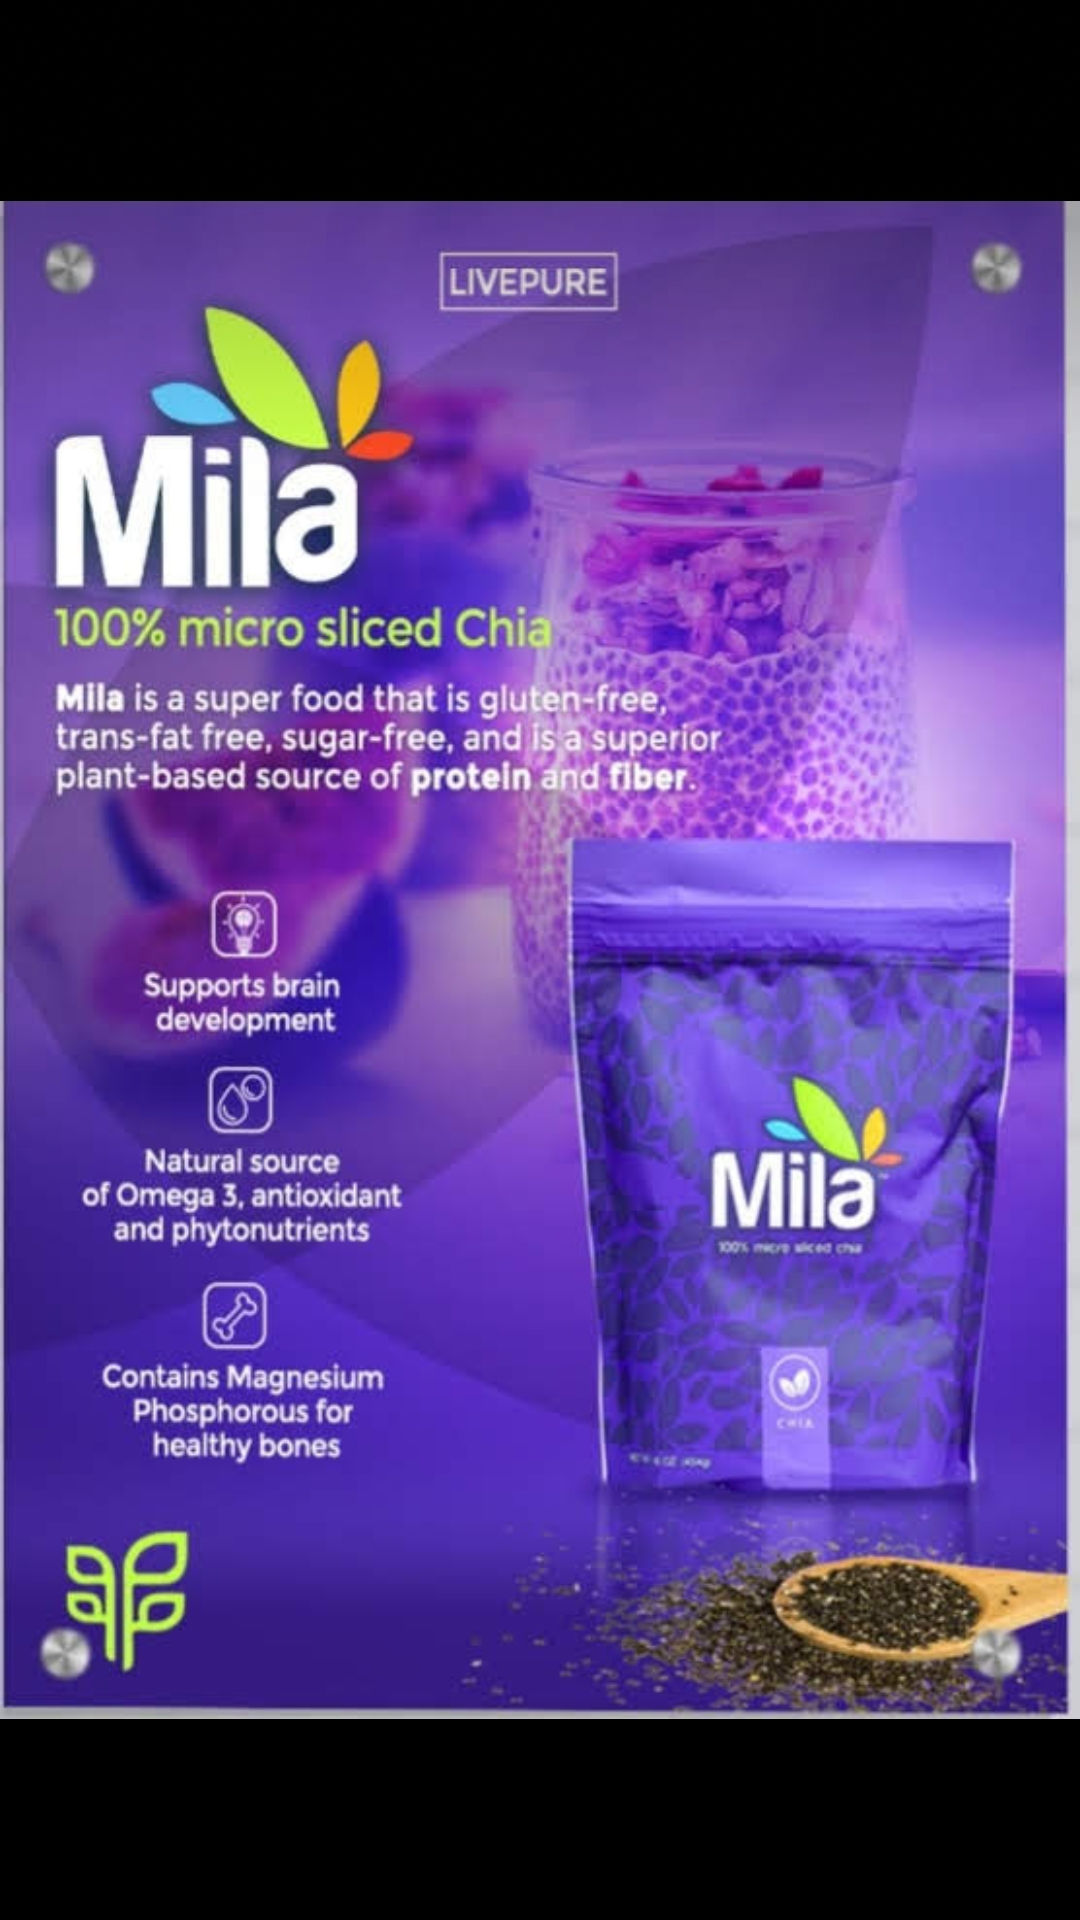 LIVEPURE
Mila
100% micro sliced Chia
Mila is a super food that is gluten-free,
trans-fat free, sugar-free, and is a superior
plant-based source of protein and fiber.
Supports brain
development
Natural source
of Omega 3, antioxidant
and phytonutrients
Contains Magnesium
Phosphorous for
healthy bones
Mila
100% micro sliced chia
CHIA